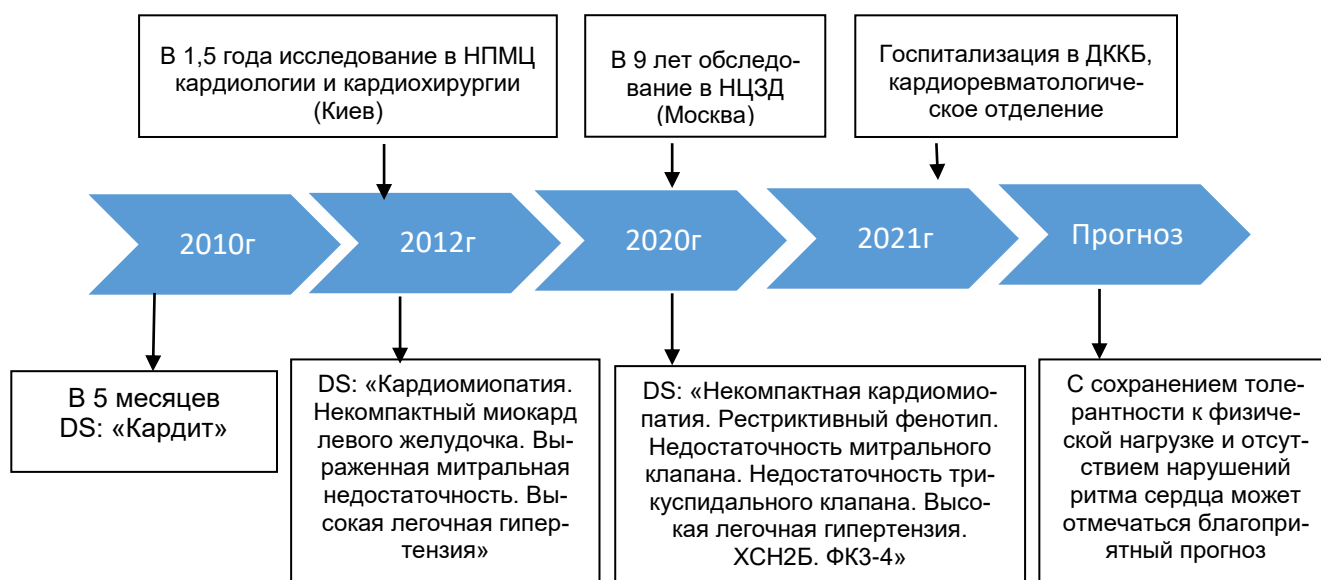 В 1,5 года исследование в НПМЦ
кардиологии и кардиохирургии
(Киев)
В 9 лет обследо-
вание в НЦЗД
(Москва)
Госпитализация в ДККБ,
кардиоревматологиче-
ское отделение
2010г
2012г
2020г
2021г
Прогноз
В 5 месяцев
DS: «Кардит»
DS: «Кардиомиопатия.
Некомпактный миокард
левого желудочка. Вы-
раженная митральная
недостаточность. Вы-
сокая легочная гипер-
тензия»
DS: «Некомпактная кардиомио-
патия. Рестриктивный фенотип.
Недостаточность митрального
клапана. Недостаточность три-
куспидального клапана. Высо-
кая легочная гипертензия.
ХСН2Б. ФК3-4»
С сохранением толе-
рантности к физиче-
ской нагрузке и отсут-
ствием нарушений
ритма сердца может
отмечаться благопри-
ятный прогноз